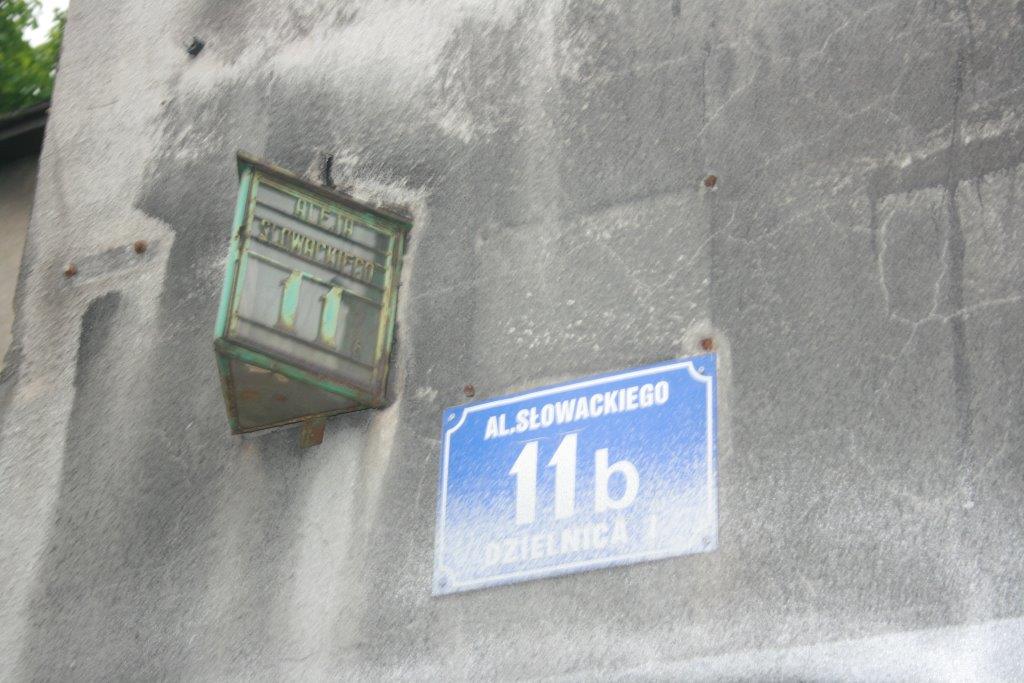 ALEJA
SŁOWACKIEGO
11
AL.SŁOWACKIEGO
11b
DZIELNICA I